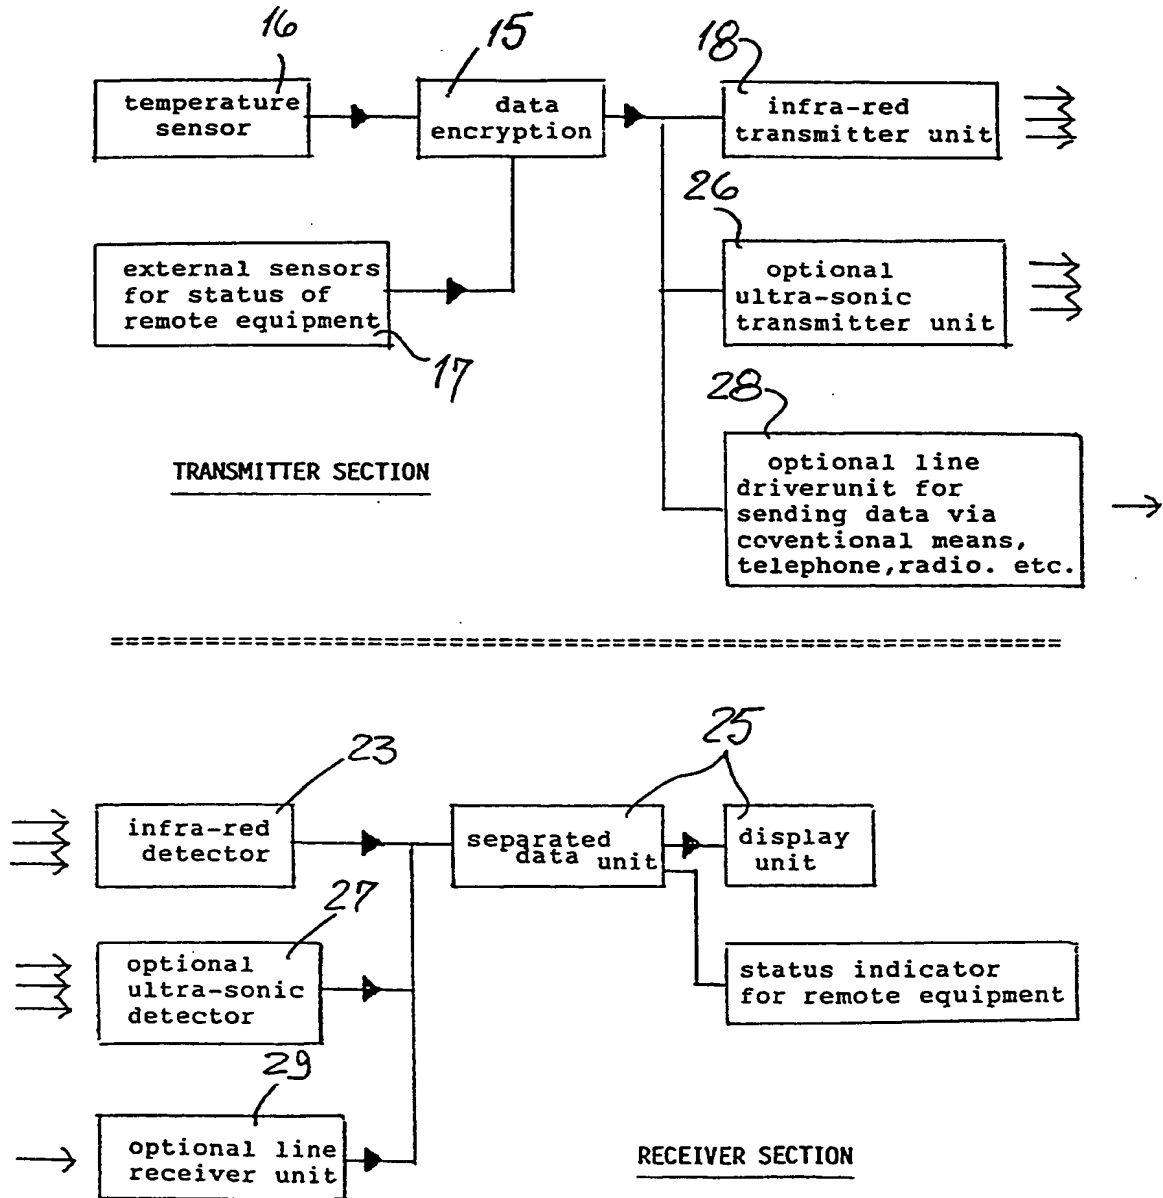 16
15
18
temperature
sensor
data
encryption
infra-red
transmitter unit
26
external sensors
for status of
remote equipment
optional
ultra-sonic
transmitter unit
17
28
TRANSMITTER SECTION
optional line
driverunit for
sending data via
coventional means,
telephone,radio. etc.
=============================================================
23
25
infra-red
detector
separated
data unit
display
unit
27
optional
ultra-sonic
detector
status indicator
for remote equipment
29
optional line
receiver unit
RECEIVER SECTION